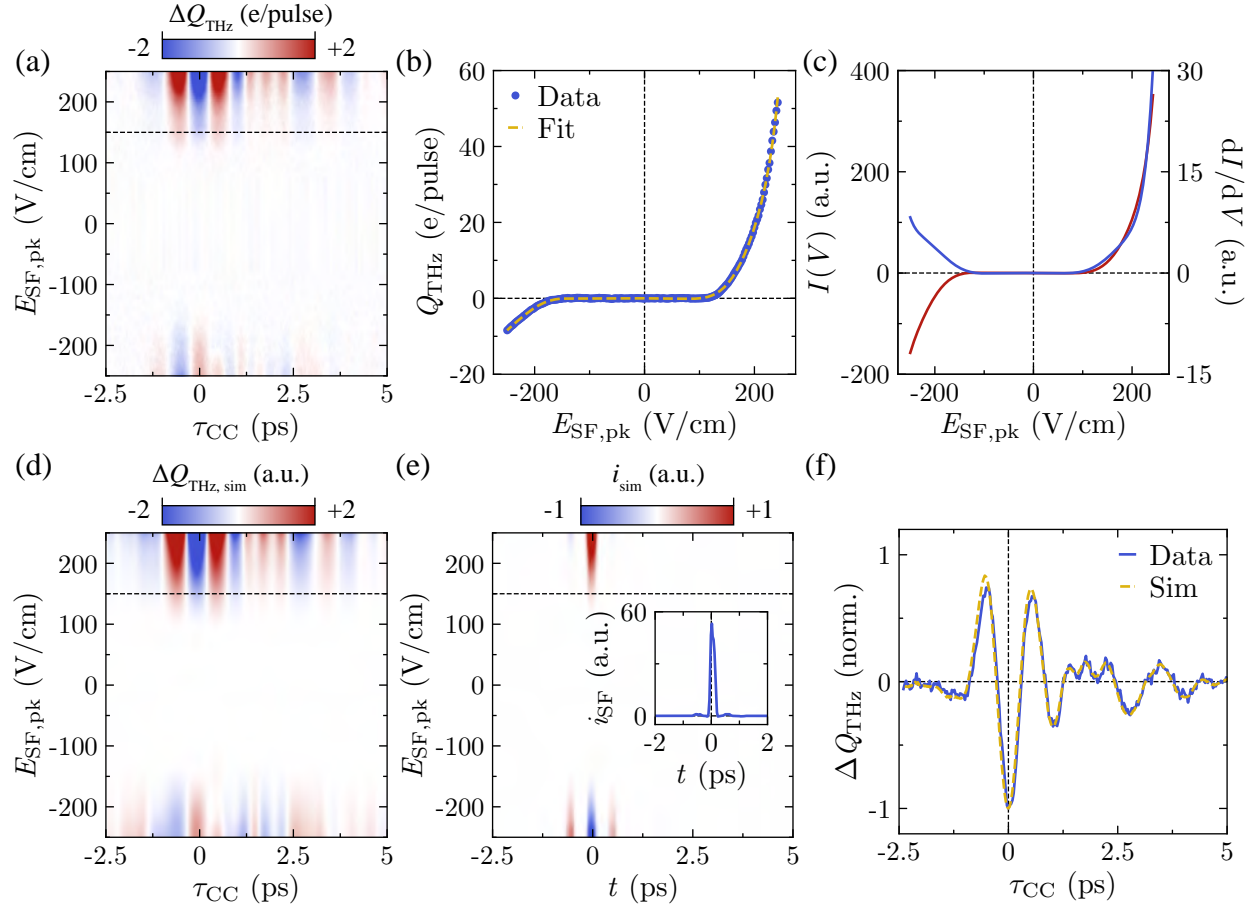 ΔQ_THz (e/pulse)
-2 +2
(a)
E_SF,pk (V/cm)
200
100
0
-100
-200
-2.5 0 2.5 5
τ_CC (ps)
(b)
Q_THz (e/pulse)
60
40
20
0
-20
Data
Fit
-200 0 200
E_SF,pk (V/cm)
(c)
I(V) (a.u.)
400
200
0
-200
30
15
0
-15
dI/dV (a.u.)
-200 0 200
E_SF,pk (V/cm)
(d)
ΔQ_THz, sim (a.u.)
-2 +2
E_SF,pk (V/cm)
200
100
0
-100
-200
-2.5 0 2.5 5
τ_CC (ps)
(e)
i_sim (a.u.)
-1 +1
E_SF,pk (V/cm)
200
100
0
-100
-200
i_SF (a.u.)
60
0
-2 0 2
t (ps)
-2.5 0 2.5 5
t (ps)
(f)
ΔQ_THz (norm.)
1
0
-1
Data
Sim
-2.5 0 2.5 5
τ_CC (ps)